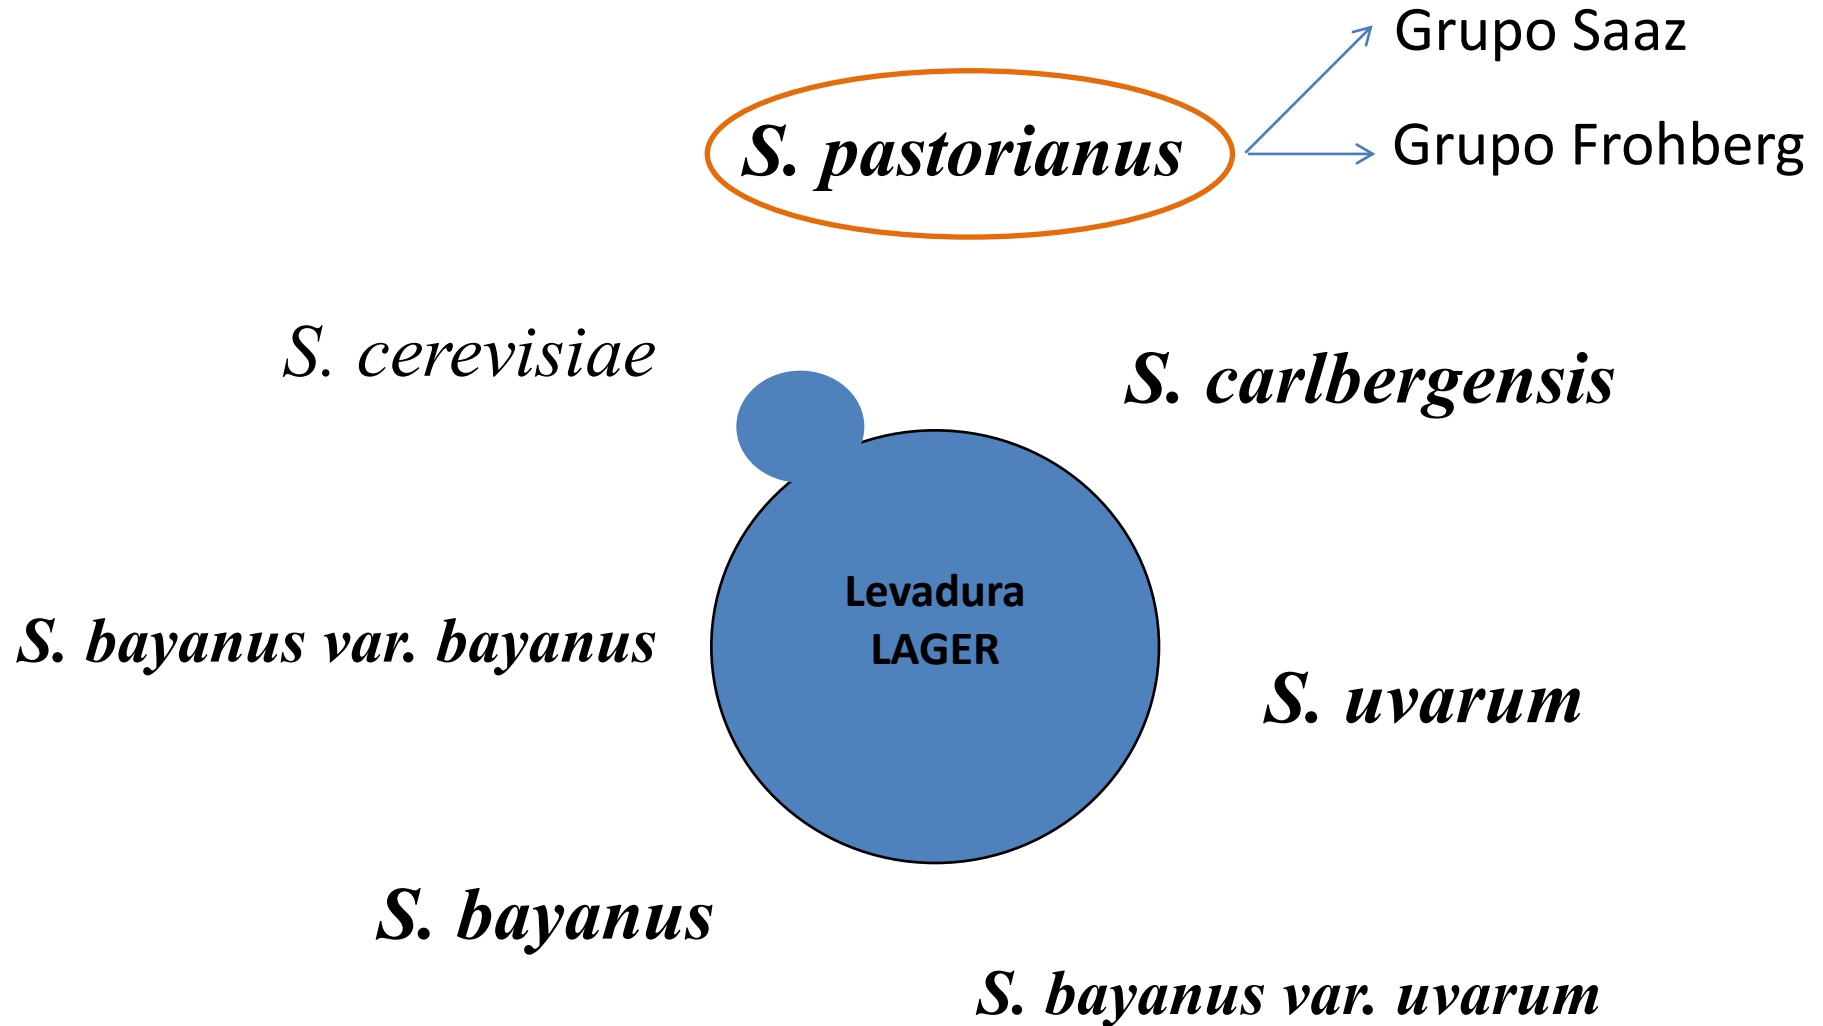 Grupo Saaz
S. pastorianus
Grupo Frohberg
S. cerevisiae
S. carlbergensis
Levadura
LAGER
S. bayanus var. bayanus
S. uvarum
S. bayanus
S. bayanus var. uvarum